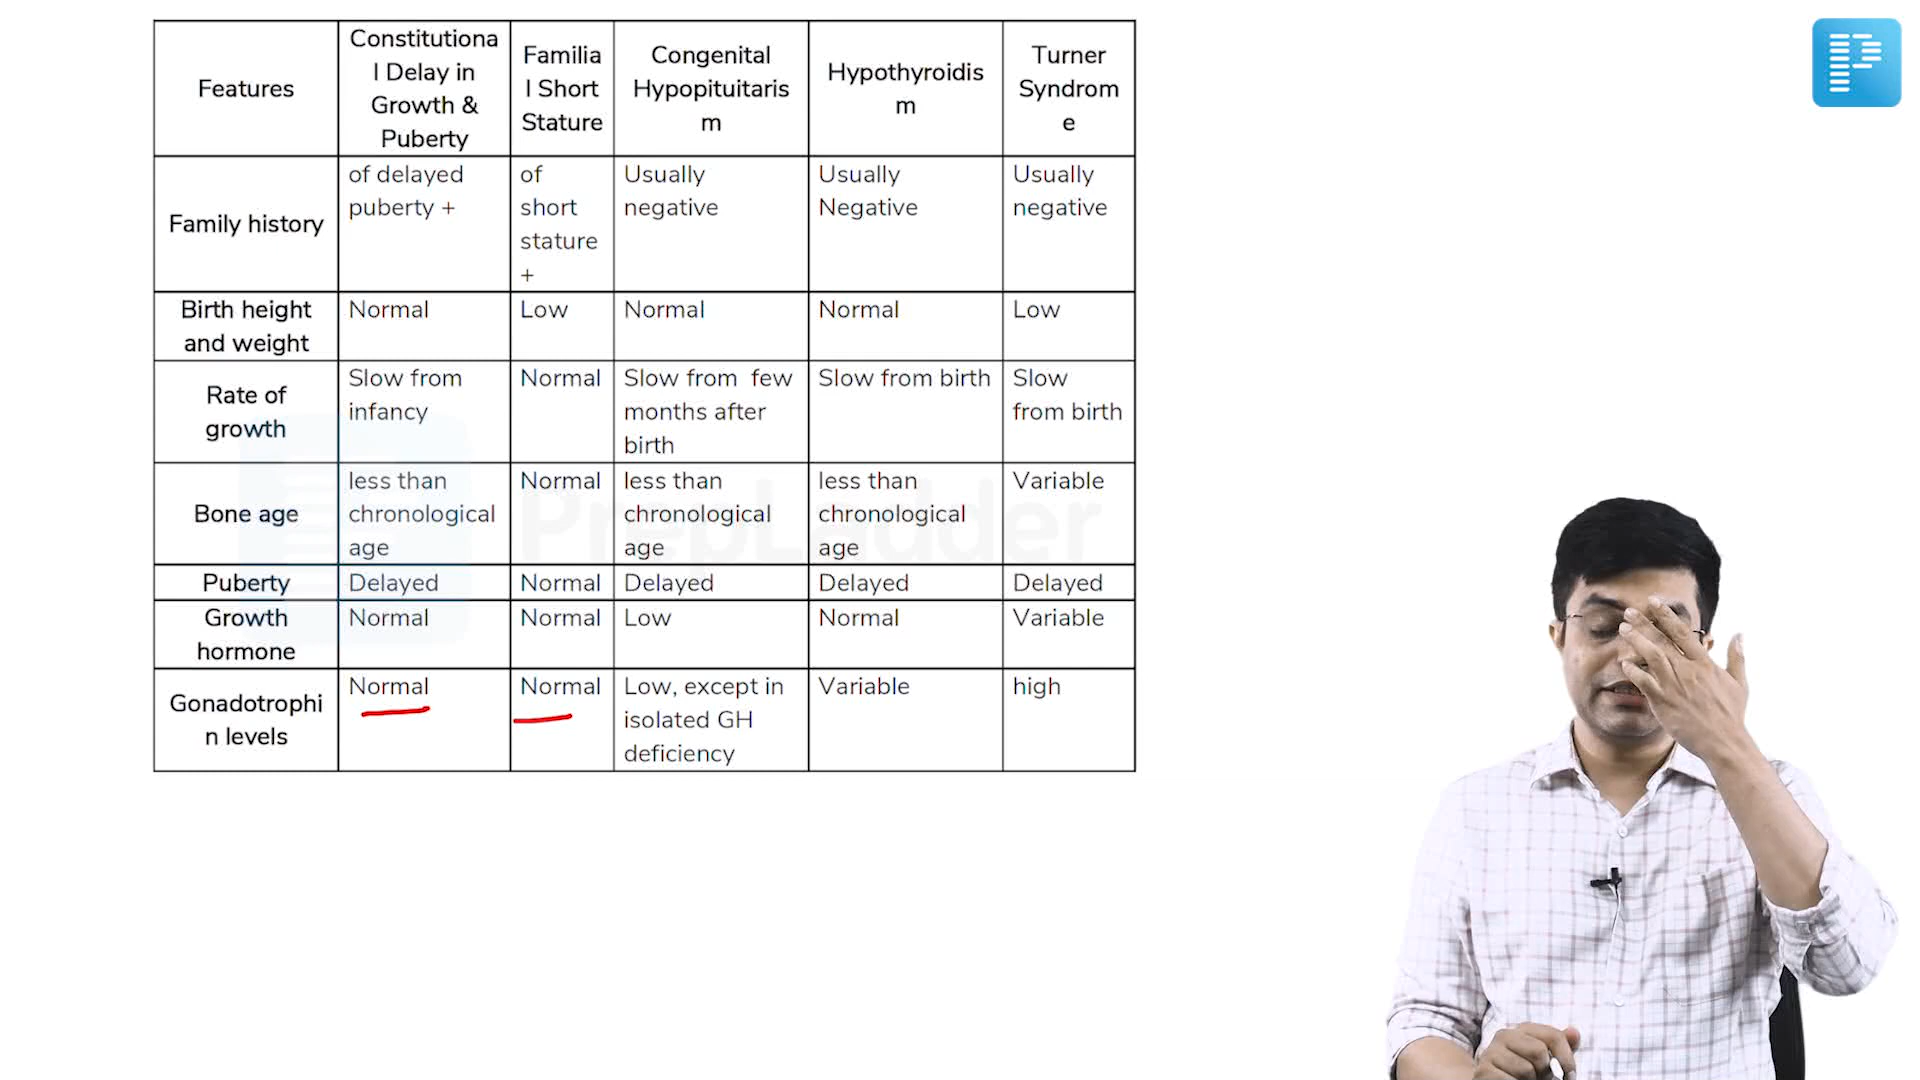 Features
Constitutiona
l Delay in
Growth &
Puberty
Familia
l Short
Stature
Congenital
Hypopituitaris
m
Hypothyroidis
m
Turner
Syndrom
e
Family history
of delayed
puberty +
of
short
stature
+
Usually
negative
Usually
Negative
Usually
negative
Birth height
and weight
Normal
Low
Normal
Normal
Low
Rate of
growth
Slow from
infancy
Normal
Slow from few
months after
birth
Slow from birth
Slow
from birth
Bone age
less than
chronological
age
Normal
less than
chronological
age
less than
chronological
age
Variable
Puberty
Delayed
Normal
Delayed
Delayed
Delayed
Growth
hormone
Normal
Normal
Low
Normal
Variable
Gonadotrophi
n levels
Normal
Normal
Low, except in
isolated GH
deficiency
Variable
high
PrepLadder